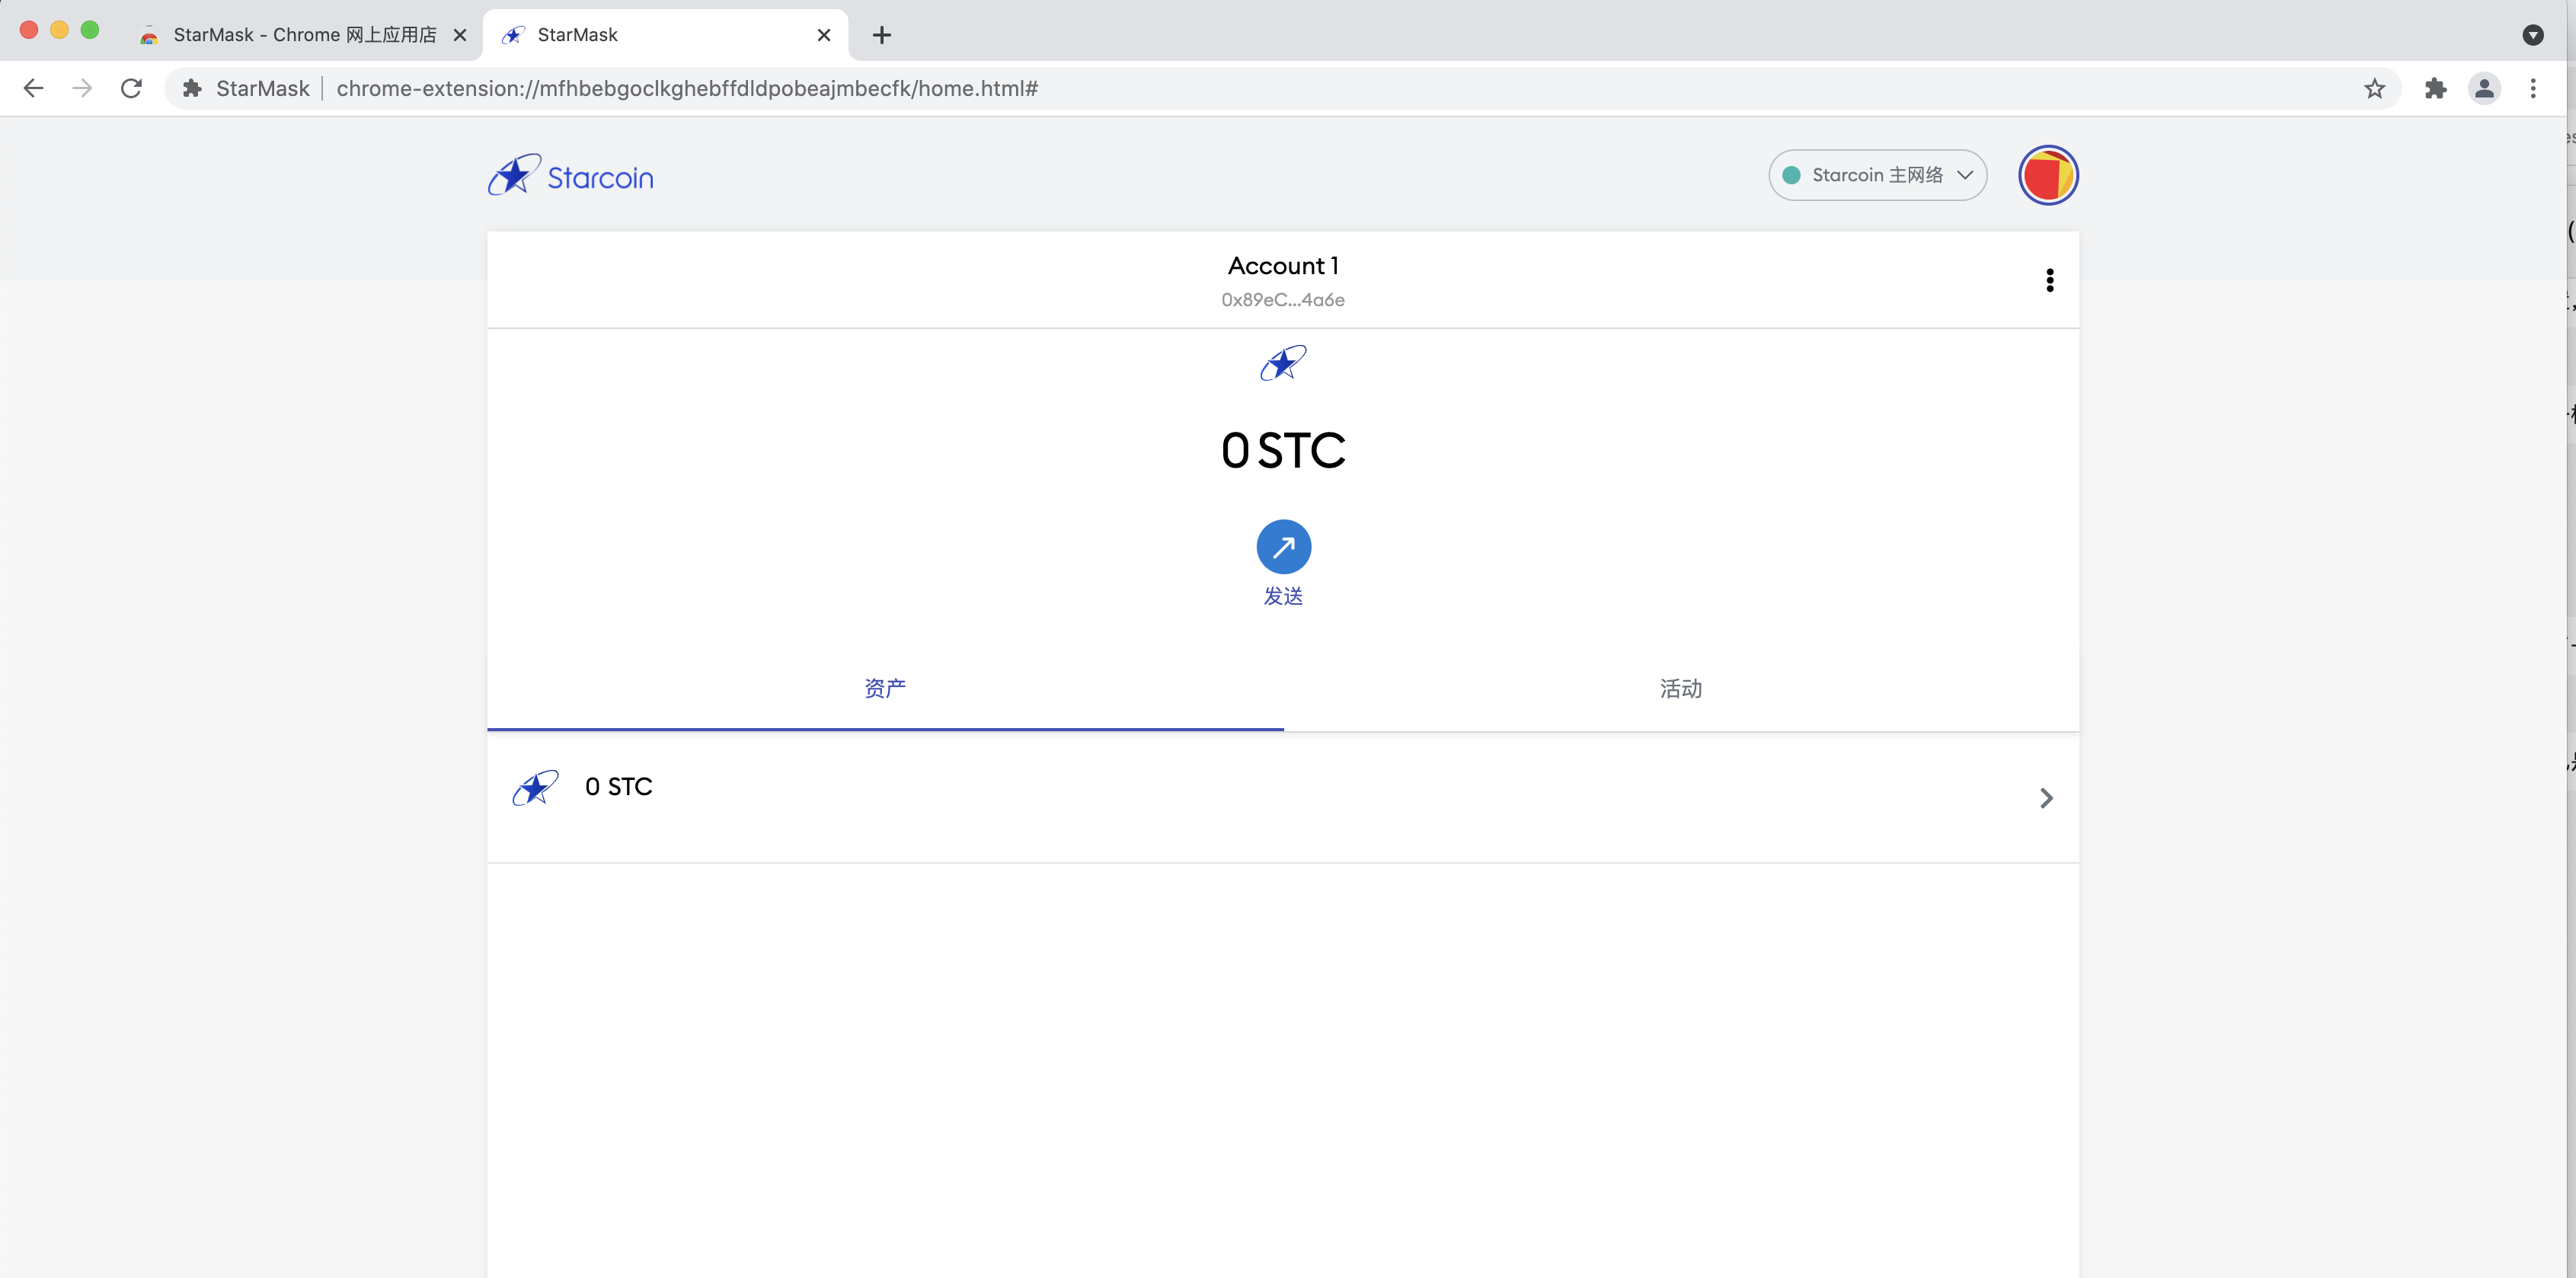 StarMask - Chrome 网上应用店
StarMask
StarMask
chrome-extension://mfhbebgoclkghebffdldpobeajmbecfk/home.html#
Starcoin
Starcoin 主网络
Account 1
0x89eC...4a6e
0 STC
发送
资产
活动
0 STC